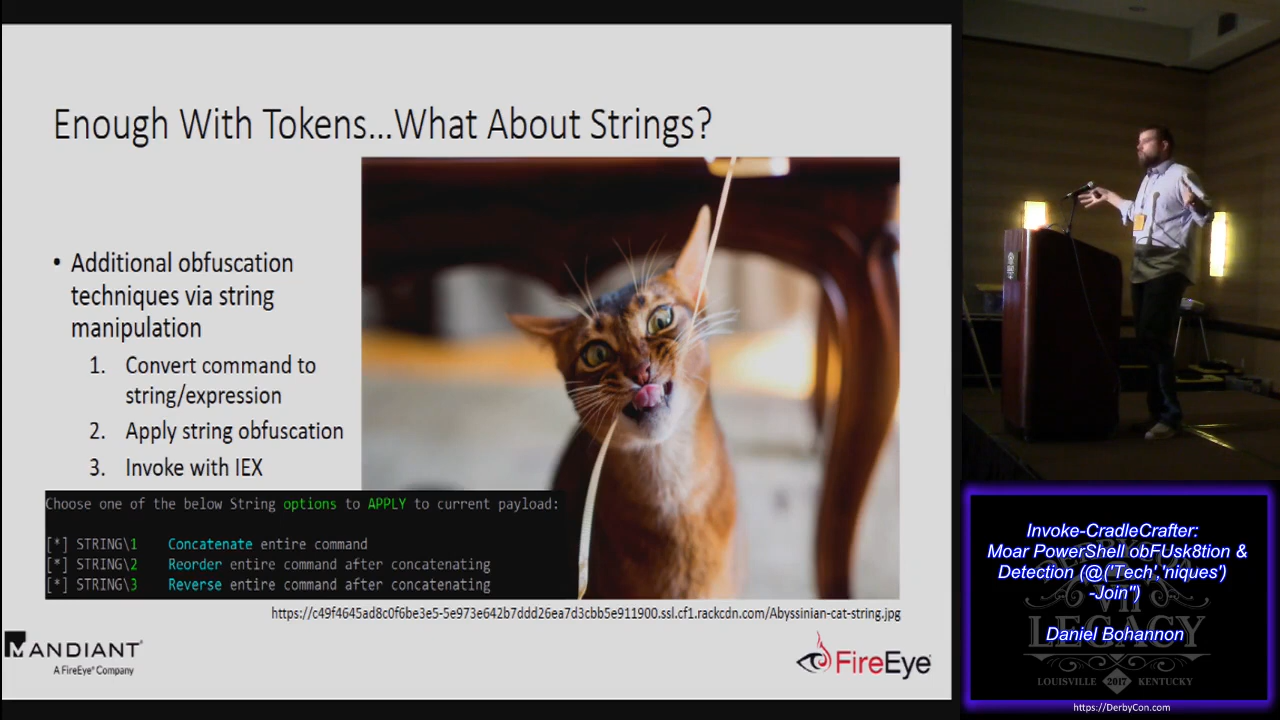 Enough With Tokens...What About Strings?
• Additional obfuscation
techniques via string
manipulation
1. Convert command to
string/expression
2. Apply string obfuscation
3. Invoke with IEX
Choose one of the below String options to APPLY to current payload:
[*] STRING\1 Concatenate entire command
[*] STRING\2 Reorder entire command after concatenating
[*] STRING\3 Reverse entire command after concatenating
https://c49f4645ad8c0f6be3e5-5e973e642b7ddd26ea7d3cbb5e911900.ssl.cf1.rackcdn.com/Abyssinian-cat-string.jpg
MANDIANT
A FireEye® Company
FireEye
Invoke-CradleCrafter:
Moar PowerShell obFUsk8tion &
Detection (@('Tech','niques')
-Join'')
Daniel Bohannon
LEGACY
LOUISVILLE 2017 KENTUCKY
https://DerbyCon.com